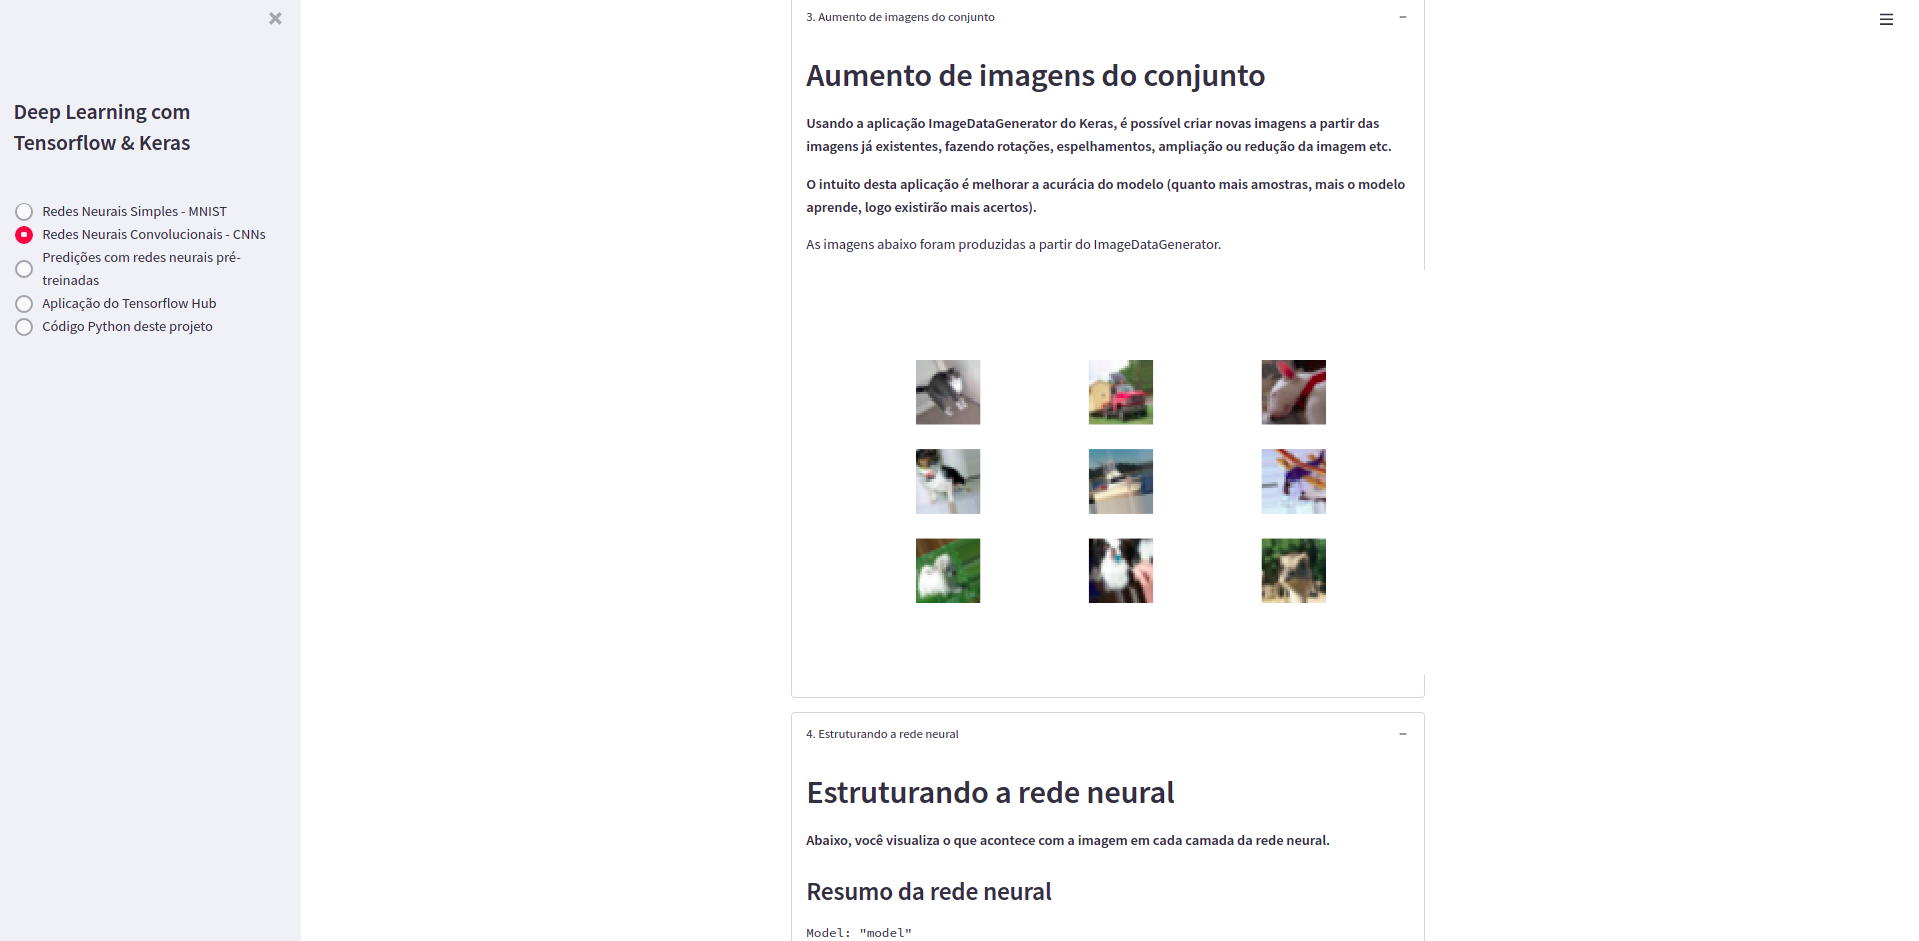 Deep Learning com
Tensorflow & Keras
Redes Neurais Simples - MNIST
Redes Neurais Convolucionais - CNNs
Predições com redes neurais pré-
treinadas
Aplicação do Tensorflow Hub
Código Python deste projeto
3. Aumento de imagens do conjunto
Aumento de imagens do conjunto
Usando a aplicação ImageDataGenerator do Keras, é possível criar novas imagens a partir das
imagens já existentes, fazendo rotações, espelhamentos, ampliação ou redução da imagem etc.
O intuito desta aplicação é melhorar a acurácia do modelo (quanto mais amostras, mais o modelo
aprende, logo existirão mais acertos).
As imagens abaixo foram produzidas a partir do ImageDataGenerator.
4. Estruturando a rede neural
Estruturando a rede neural
Abaixo, você visualiza o que acontece com a imagem em cada camada da rede neural.
Resumo da rede neural
Model: "model"